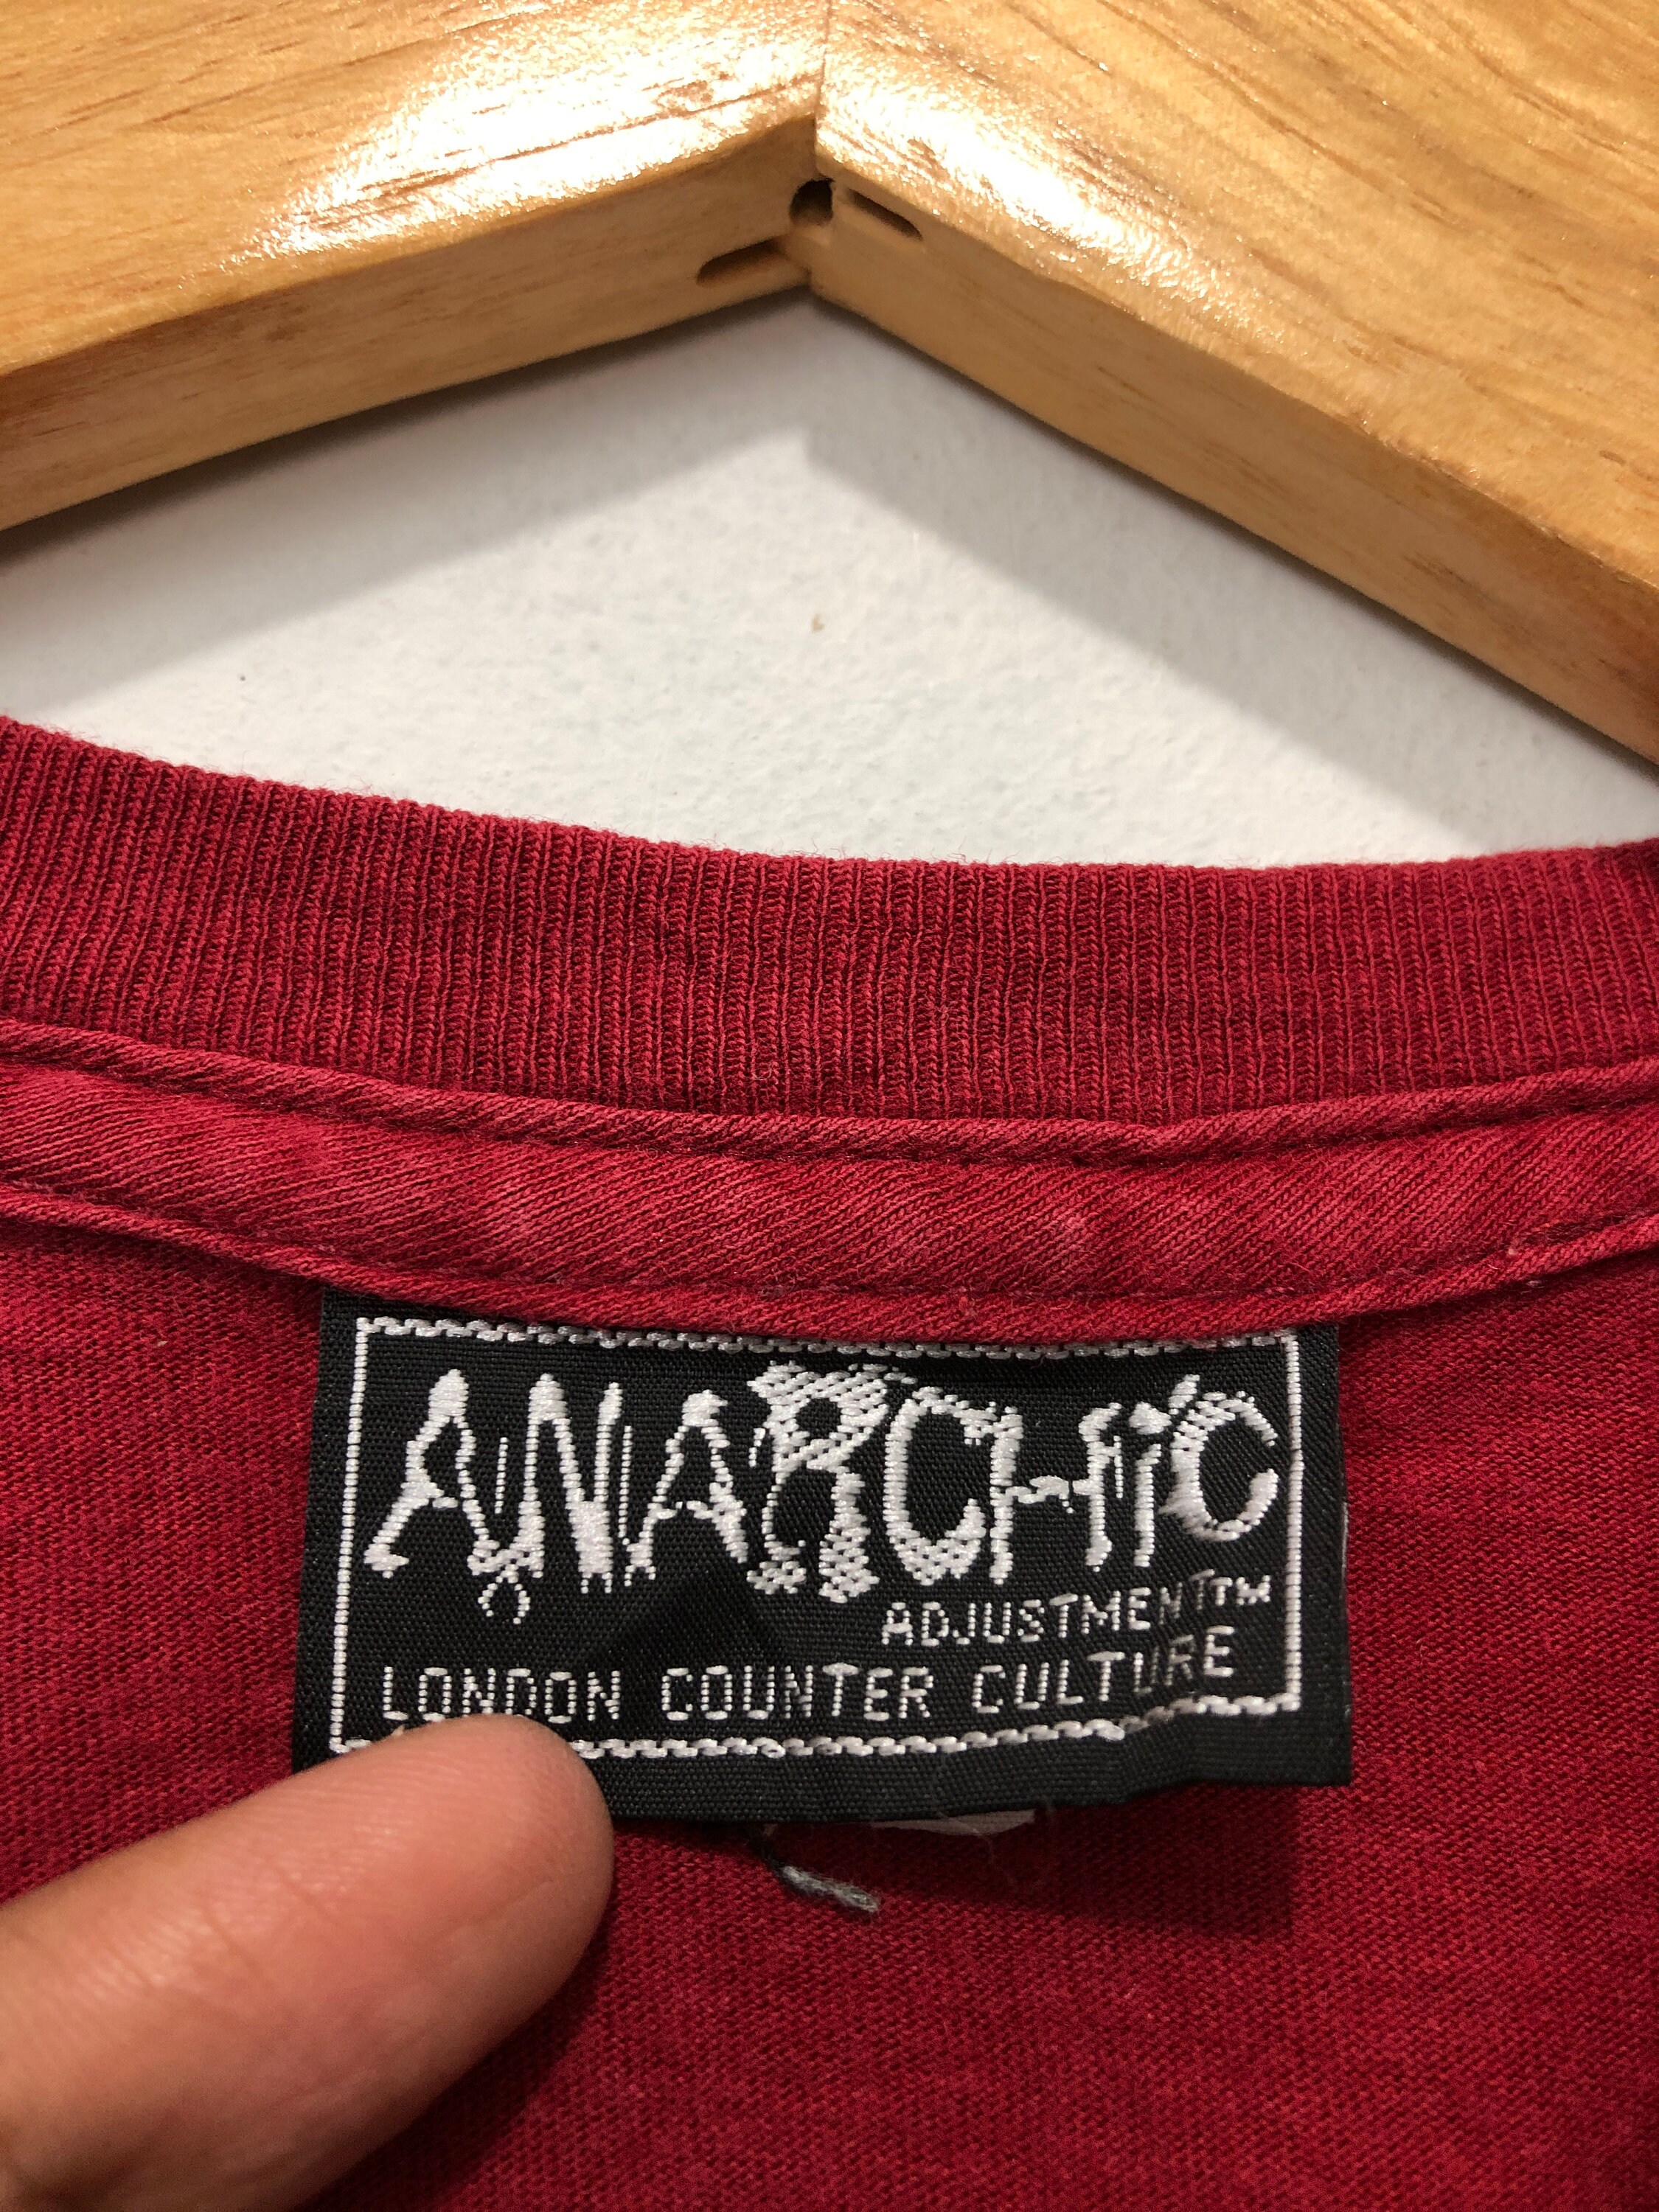 ANARCHIC
ADJUSTMENT™
LONDON COUNTER CULTURE